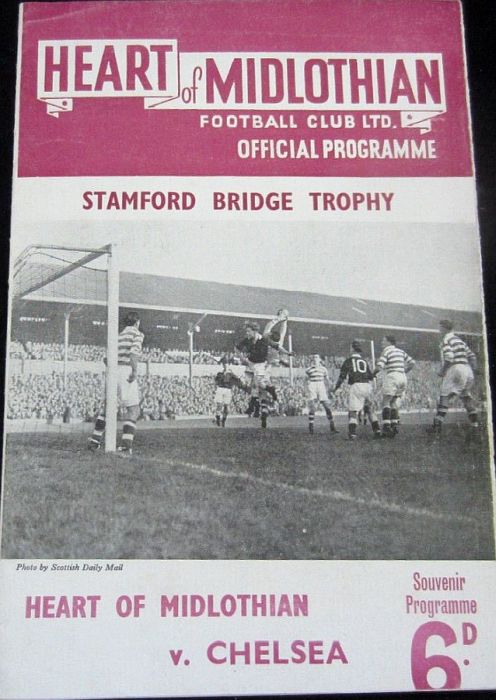 HEART of MIDLOTHIAN
FOOTBALL CLUB LTD.
OFFICIAL PROGRAMME
STAMFORD BRIDGE TROPHY
10
Photo by Scottish Daily Mail
HEART OF MIDLOTHIAN
v. CHELSEA
Souvenir
Programme
6D.